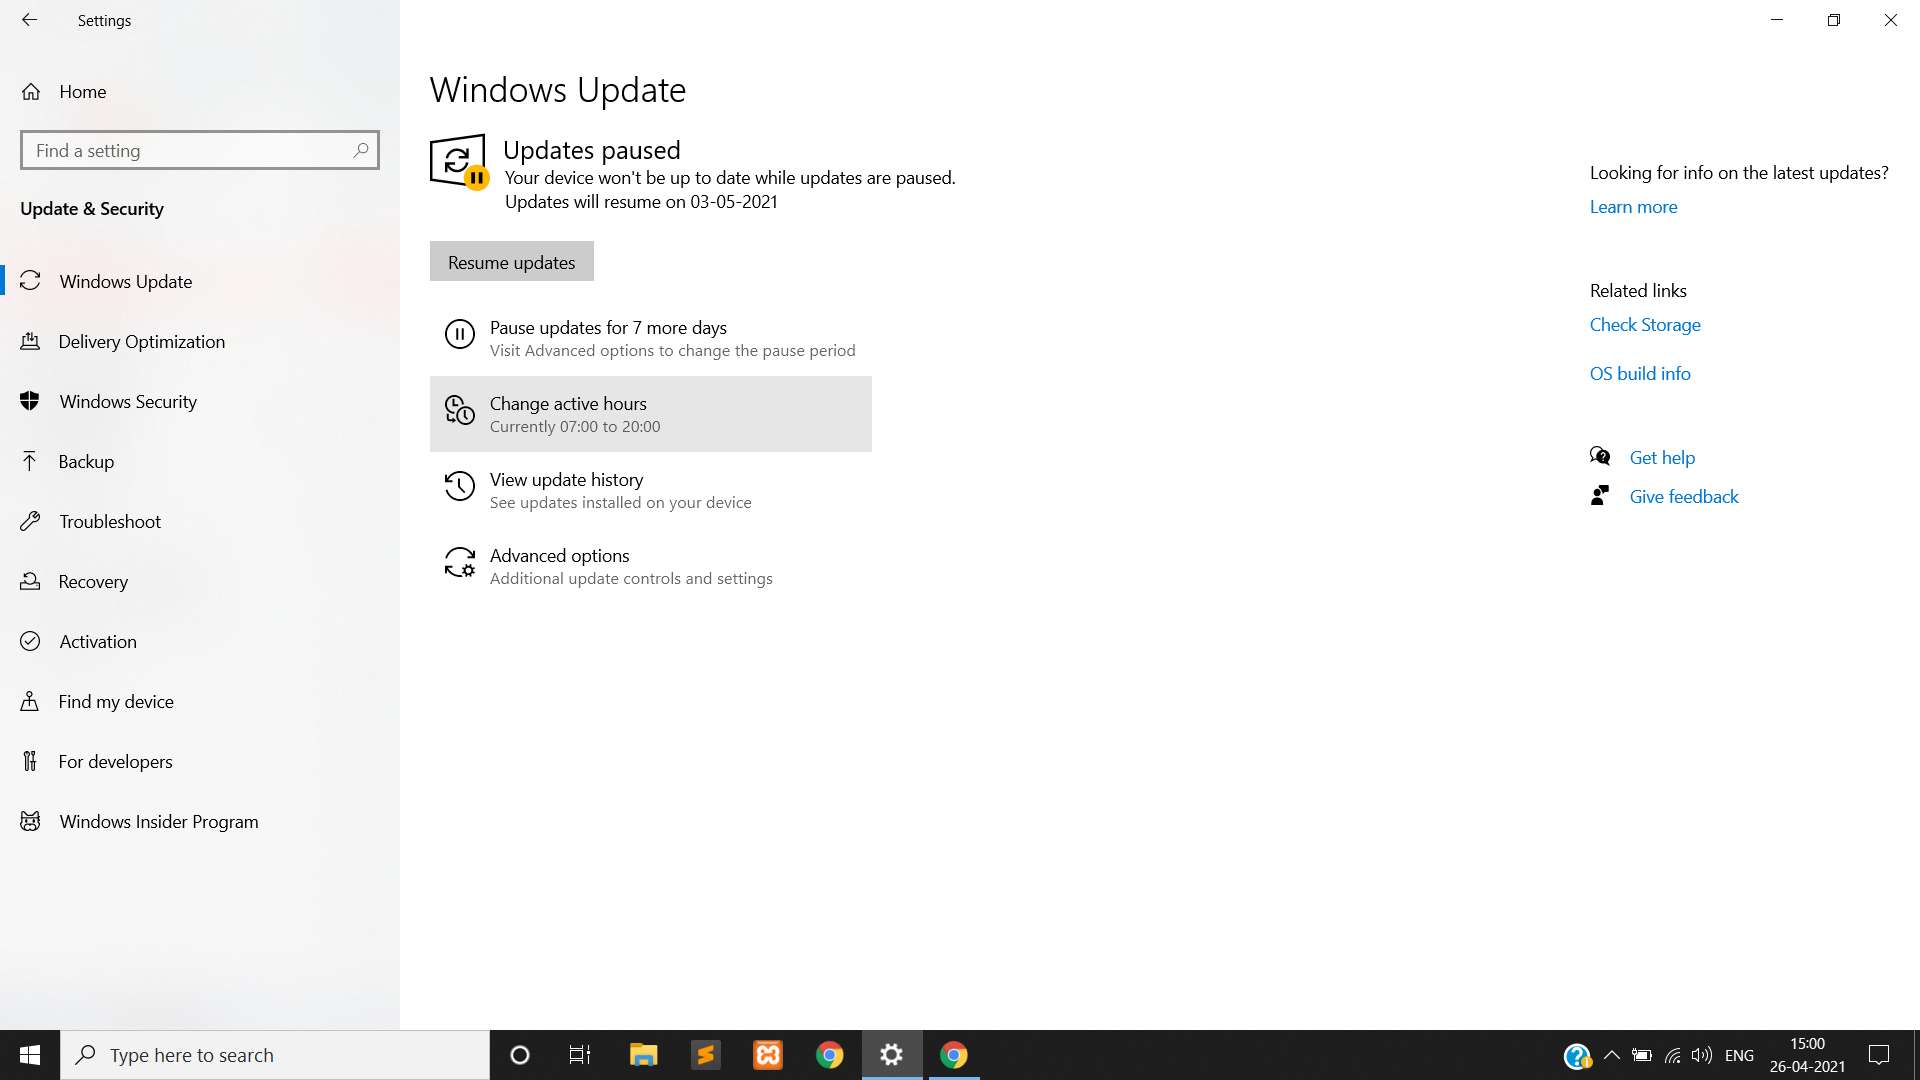 Settings
Home
Find a setting
Update & Security
Windows Update
Delivery Optimization
Windows Security
Backup
Troubleshoot
Recovery
Activation
Find my device
For developers
Windows Insider Program
Windows Update
Updates paused
Your device won't be up to date while updates are paused.
Updates will resume on 03-05-2021
Resume updates
Pause updates for 7 more days
Visit Advanced options to change the pause period
Change active hours
Currently 07:00 to 20:00
View update history
See updates installed on your device
Advanced options
Additional update controls and settings
Looking for info on the latest updates?
Learn more
Related links
Check Storage
OS build info
Get help
Give feedback
Type here to search
ENG
15:00
26-04-2021